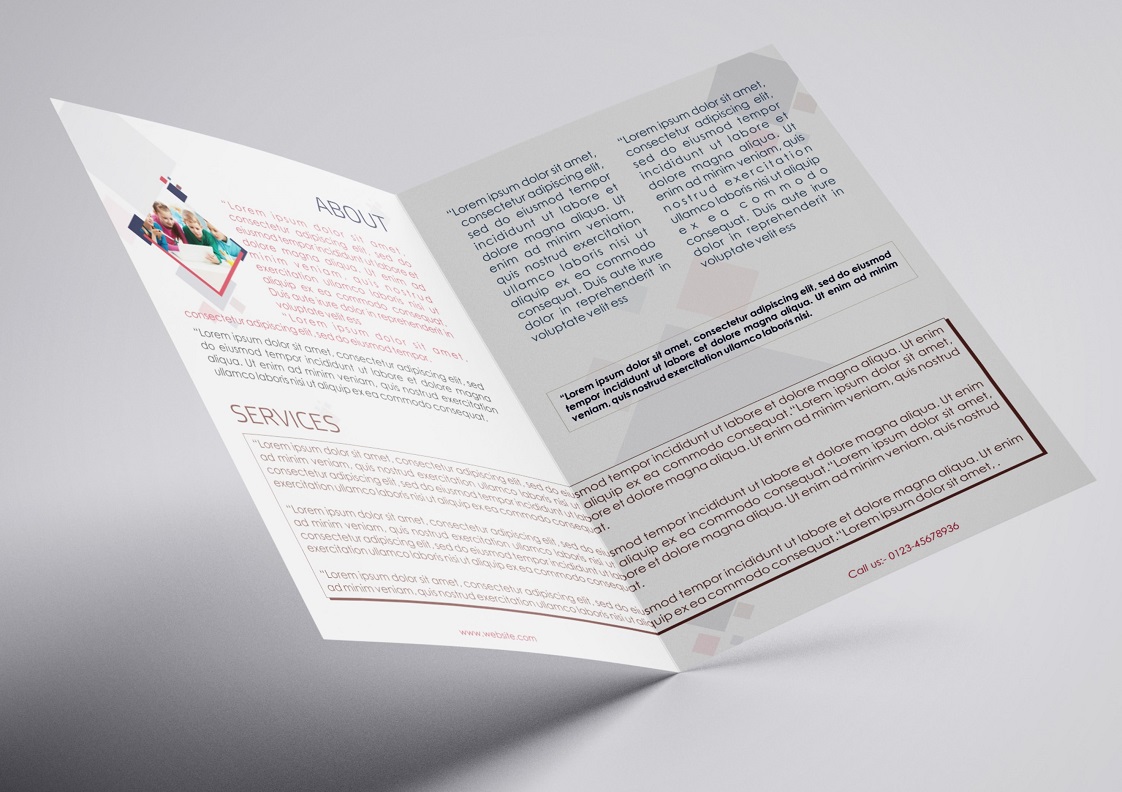 ABOUT
"Lorem ipsum dolor sit amet,
consectetur adipiscing elit, sed do
eiusmod tempor incididunt ut labore et
dolore magna aliqua. Ut enim ad
minim veniam, quis nostrud
exercitation ullamco laboris nisi ut
aliquip ex ea commodo consequat.
Duis aute irure dolor in reprehenderit in
voluptate velit ess
"Lorem ipsum dolor sit amet,
consectetur adipiscing elit, sed do eiusmod tempor.
"Lorem ipsum dolor sit amet, consectetur adipiscing elit, sed
do eiusmod tempor incididunt ut labore et dolore magna
aliqua. Ut enim ad minim veniam, quis nostrud exercitation
ullamco laboris nisi ut aliquip ex ea commodo consequat.
SERVICES
"Lorem ipsum dolor sit amet, consectetur adipiscing elit, sed do eiusmod tempor incididunt ut labore et dolore magna aliqua. Ut enim
ad minim veniam, quis nostrud exercitation ullamco laboris nisi ut aliquip ex ea commodo consequat."Lorem ipsum dolor sit amet,
consectetur adipiscing elit, sed do eiusmod tempor incididunt ut labore et dolore magna aliqua. Ut enim ad minim veniam, quis nostrud
exercitation ullamco laboris nisi ut aliquip ex ea commodo consequat.
"Lorem ipsum dolor sit amet, consectetur adipiscing elit, sed do eiusmod tempor incididunt ut labore et dolore magna aliqua. Ut enim
ad minim veniam, quis nostrud exercitation ullamco laboris nisi ut aliquip ex ea commodo consequat."Lorem ipsum dolor sit amet,
consectetur adipiscing elit, sed do eiusmod tempor incididunt ut labore et dolore magna aliqua. Ut enim ad minim veniam, quis nostrud
exercitation ullamco laboris nisi ut aliquip ex ea commodo consequat.
"Lorem ipsum dolor sit amet, consectetur adipiscing elit, sed do eiusmod tempor incididunt ut labore et dolore magna aliqua. Ut enim
ad minim veniam, quis nostrud exercitation ullamco laboris nisi ut aliquip ex ea commodo consequat."Lorem ipsum dolor sit amet, .
www.website.com
"Lorem ipsum dolor sit amet,
consectetur adipiscing elit,
sed do eiusmod tempor
incididunt ut labore et
dolore magna aliqua. Ut
enim ad minim veniam,
quis nostrud exercitation
ullamco laboris nisi ut
aliquip ex ea commodo
consequat. Duis aute irure
dolor in reprehenderit in
voluptate velit ess
"Lorem ipsum dolor sit amet,
consectetur adipiscing elit,
sed do eiusmod tempor
incididunt ut labore et
dolore magna aliqua. Ut
enim ad minim veniam, quis
nostrud exercitation
ullamco laboris nisi ut aliquip
ex ea commodo
consequat. Duis aute irure
dolor in reprehenderit in
voluptate velit ess
"Lorem ipsum dolor sit amet, consectetur adipiscing elit, sed do eiusmod
tempor incididunt ut labore et dolore magna aliqua. Ut enim ad minim
veniam, quis nostrud exercitation ullamco laboris nisi.
Call us:- 0123-45678936